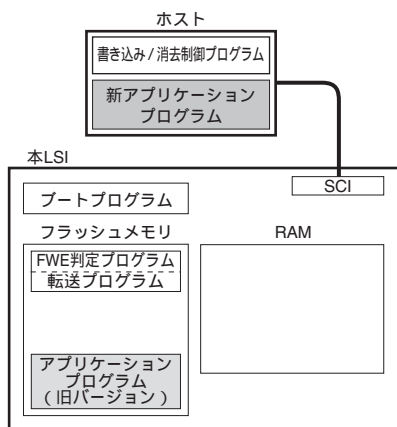 ホスト
書き込み/消去制御プログラム
新アプリケーション
プログラム
本LSI
SCI
ブートプログラム
フラッシュメモリ
RAM
FWE判定プログラム
転送プログラム
アプリケーション
プログラム
(旧バージョン)